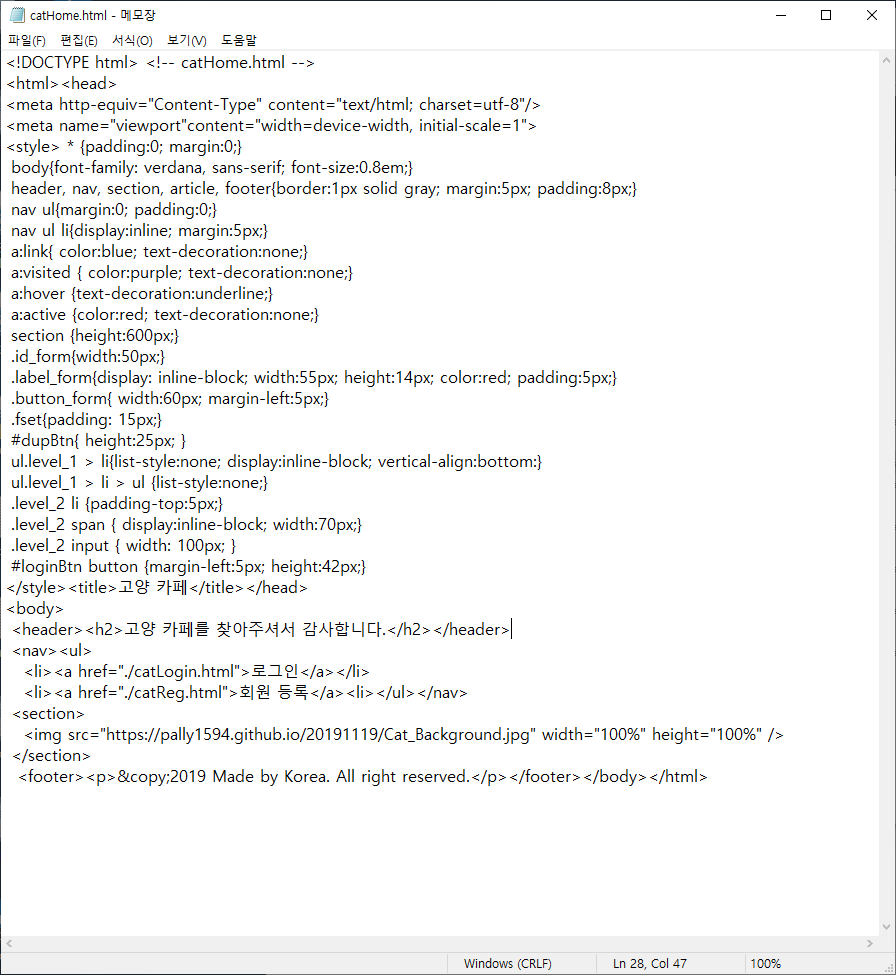 catHome.html - 메모장
파일(F) 편집(E) 서식(O) 보기(V) 도움말
<!DOCTYPE html> <!-- catHome.html -->
<html><head>
<meta http-equiv="Content-Type" content="text/html; charset=utf-8"/>
<meta name="viewport"content="width=device-width, initial-scale=1">
<style> * {padding:0; margin:0;}
body{font-family: verdana, sans-serif; font-size:0.8em;}
header, nav, section, article, footer{border:1px solid gray; margin:5px; padding:8px;}
nav ul{margin:0; padding:0;}
nav ul li{display:inline; margin:5px;}
a:link{ color:blue; text-decoration:none;}
a:visited { color:purple; text-decoration:none;}
a:hover {text-decoration:underline;}
a:active {color:red; text-decoration:none;}
section {height:600px;}
.id_form{width:50px;}
.label_form{display: inline-block; width:55px; height:14px; color:red; padding:5px;}
.button_form{ width:60px; margin-left:5px;}
.fset{padding: 15px;}
#dupBtn{ height:25px; }
ul.level_1 > li{list-style:none; display:inline-block; vertical-align:bottom:}
ul.level_1 > li > ul {list-style:none;}
.level_2 li {padding-top:5px;}
.level_2 span { display:inline-block; width:70px;}
.level_2 input { width: 100px; }
#loginBtn button {margin-left:5px; height:42px;}
</style><title>고양 카페</title></head>
<body>
<header><h2>고양 카페를 찾아주셔서 감사합니다.</h2></header>
<nav><ul>
<li><a href="./catLogin.html">로그인</a></li>
<li><a href="./catReg.html">회원 등록</a><li></ul></nav>
<section>
<img src="https://pally1594.github.io/20191119/Cat_Background.jpg" width="100%" height="100%" />
</section>
<footer><p>&copy;2019 Made by Korea. All right reserved.</p></footer></body></html>
Windows (CRLF) Ln 28, Col 47 100%